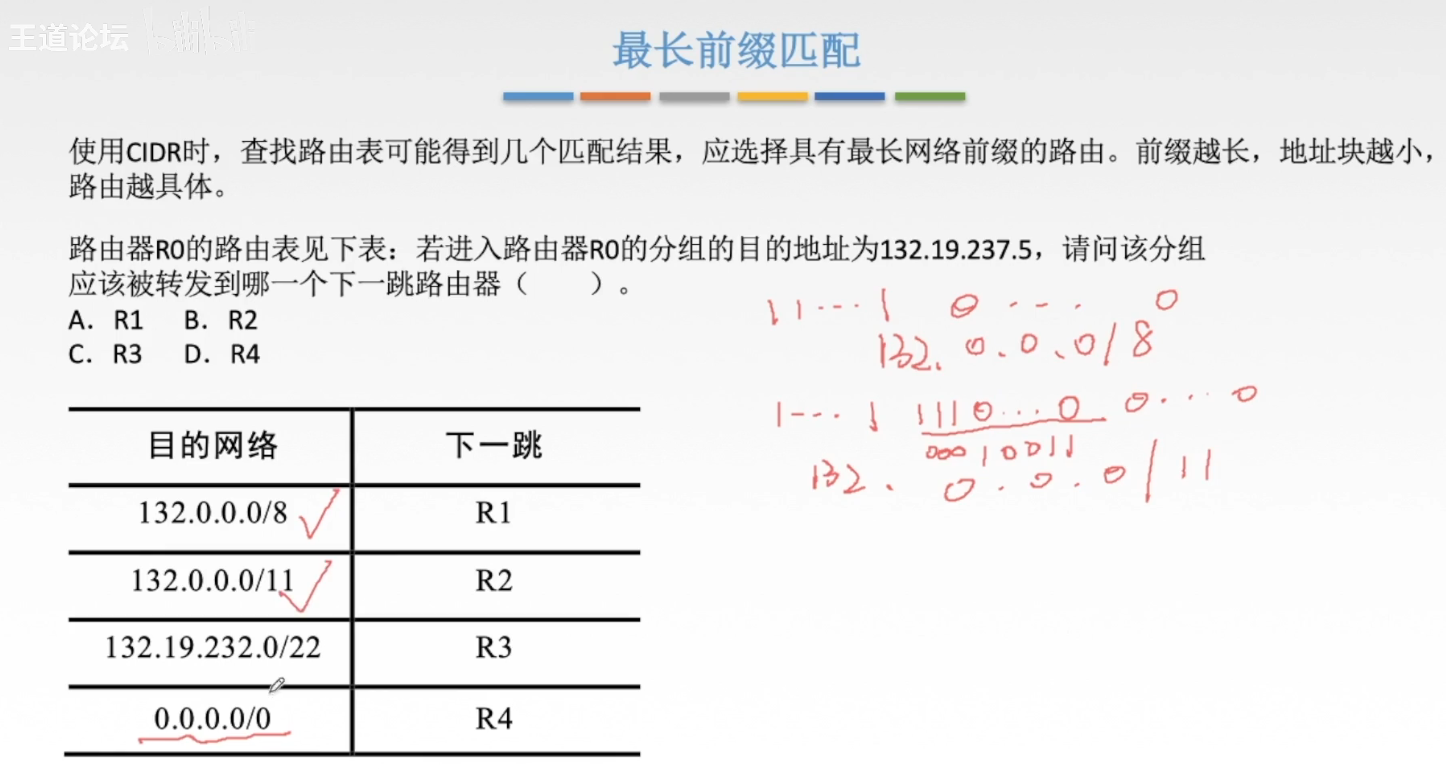 王道论坛
最长前缀匹配
使用CIDR时，查找路由表可能得到几个匹配结果，应选择具有最长网络前缀的路由。前缀越长，地址块越小，
路由越具体。
路由器R0的路由表见下表：若进入路由器R0的分组的目的地址为132.19.237.5，请问该分组
应该被转发到哪一个下一跳路由器（　　）。
A. R1 B. R2
C. R3 D. R4
11···1 0···0
132.0.0.0/8
1···1 1110···0 0···0
00010011
132.0.0.0/11
目的网络 下一跳
132.0.0.0/8 R1
132.0.0.0/11 R2
132.19.232.0/22 R3
0.0.0.0/0 R4